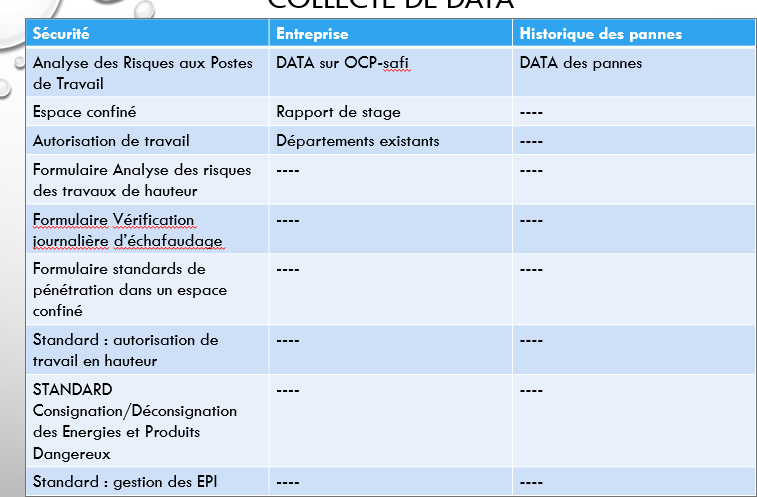 COLLECTE DE DATA
Sécurité Entreprise Historique des pannes
Analyse des Risques aux Postes DATA sur OCP-safi DATA des pannes
de Travail
Espace confiné Rapport de stage ----
Autorisation de travail Départements existants ----
Formulaire Analyse des risques ---- ----
des travaux de hauteur
Formulaire Vérification ---- ----
journalière d’échafaudage
Formulaire standards de ---- ----
pénétration dans un espace
confiné
Standard : autorisation de ---- ----
travail en hauteur
STANDARD ---- ----
Consignation/Déconsignation
des Energies et Produits
Dangereux
Standard : gestion des EPI ---- ----